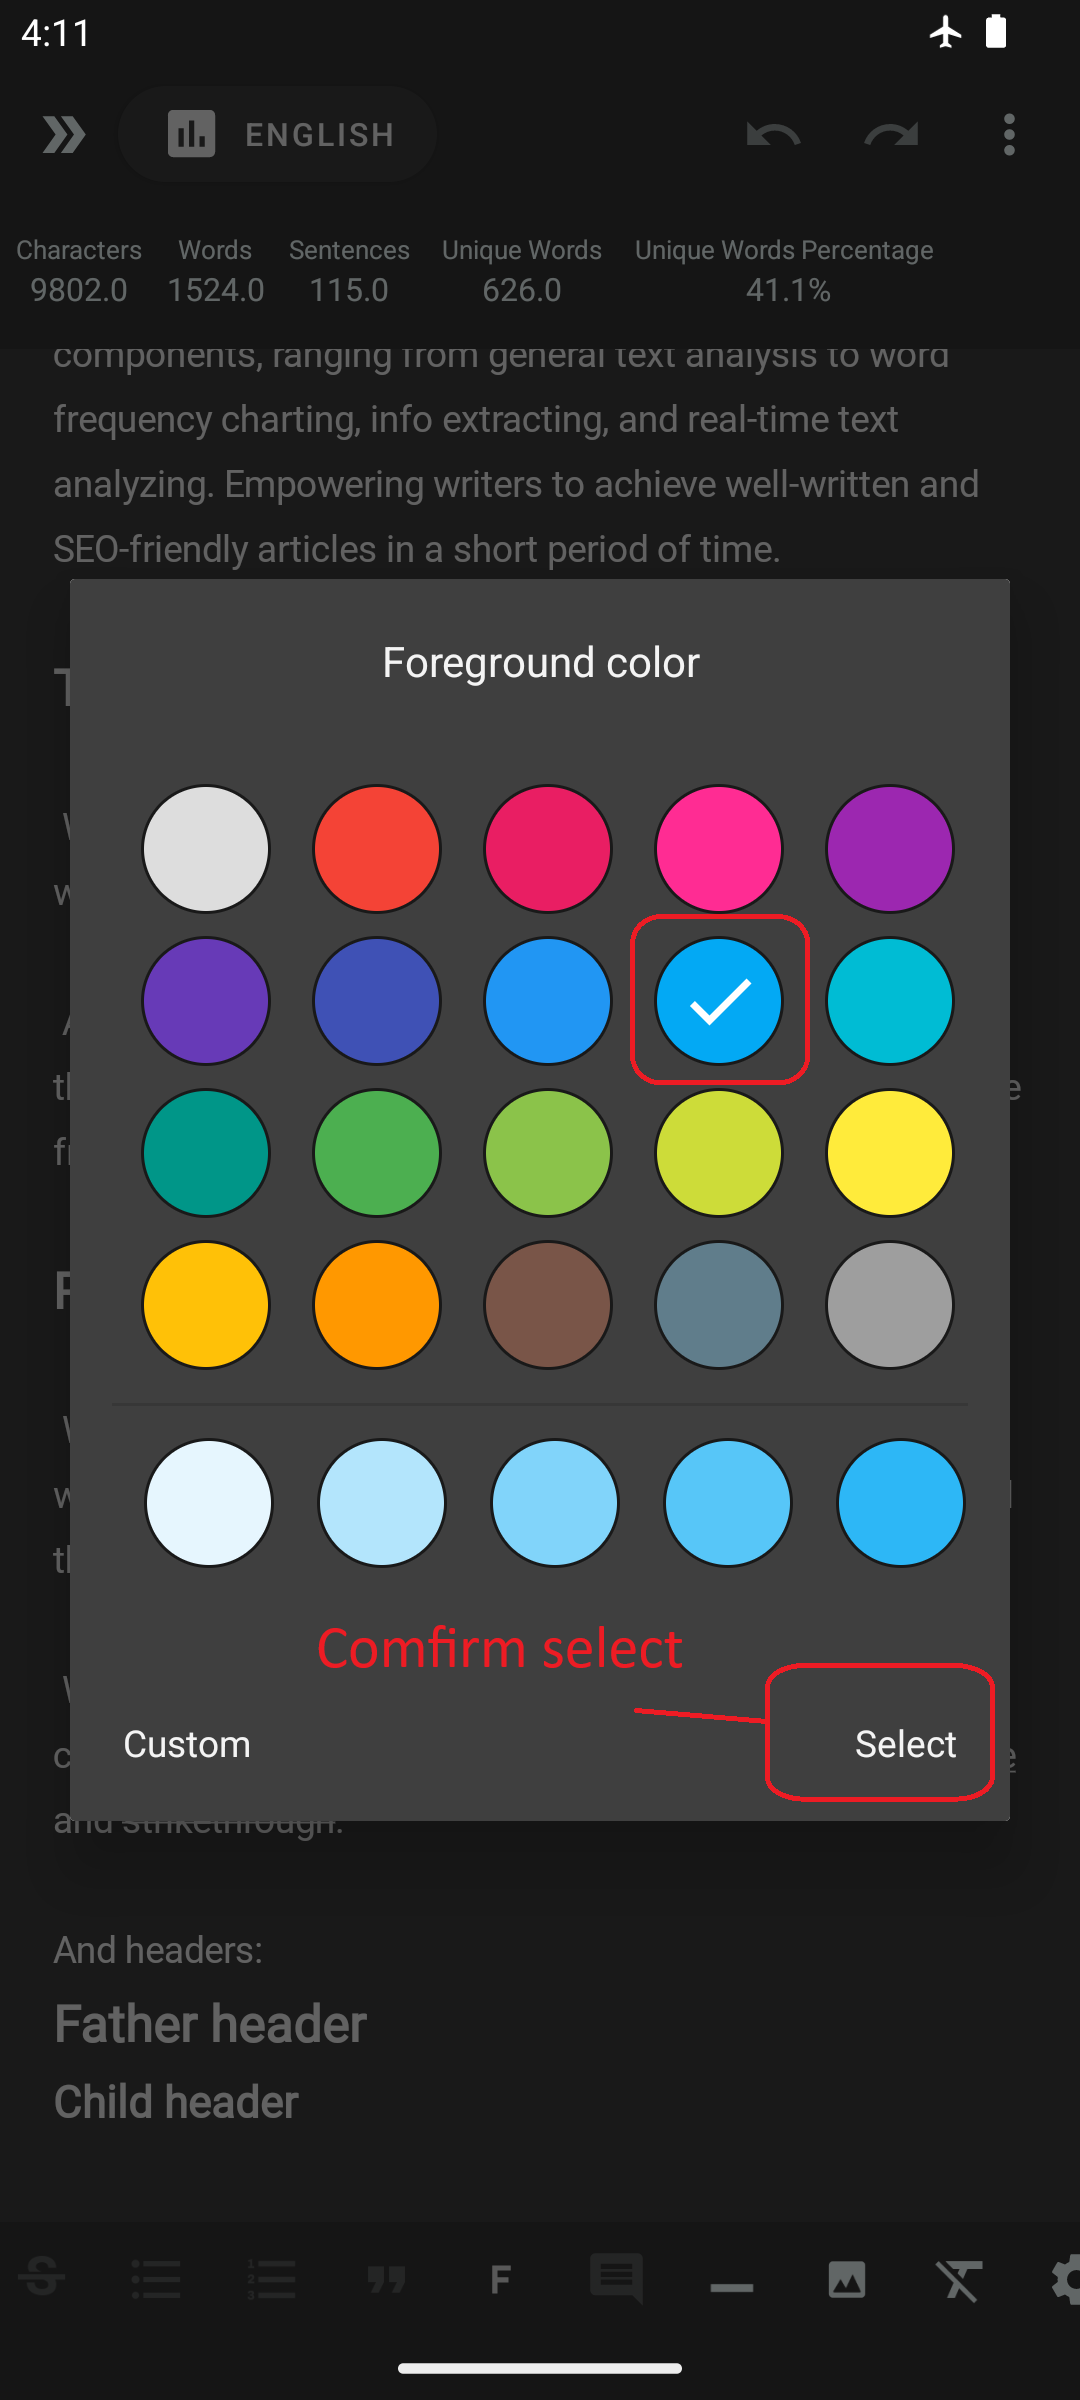 4:11
ENGLISH
Characters Words Sentences Unique Words Unique Words Percentage
9802.0 1524.0 115.0 626.0 41.1%
components, ranging from general text analysis to word
frequency charting, info extracting, and real-time text
analyzing. Empowering writers to achieve well-written and
SEO-friendly articles in a short period of time.
Foreground color
Comfirm select
Custom Select
and strikethrough.
And headers:
Father header
Child header
F